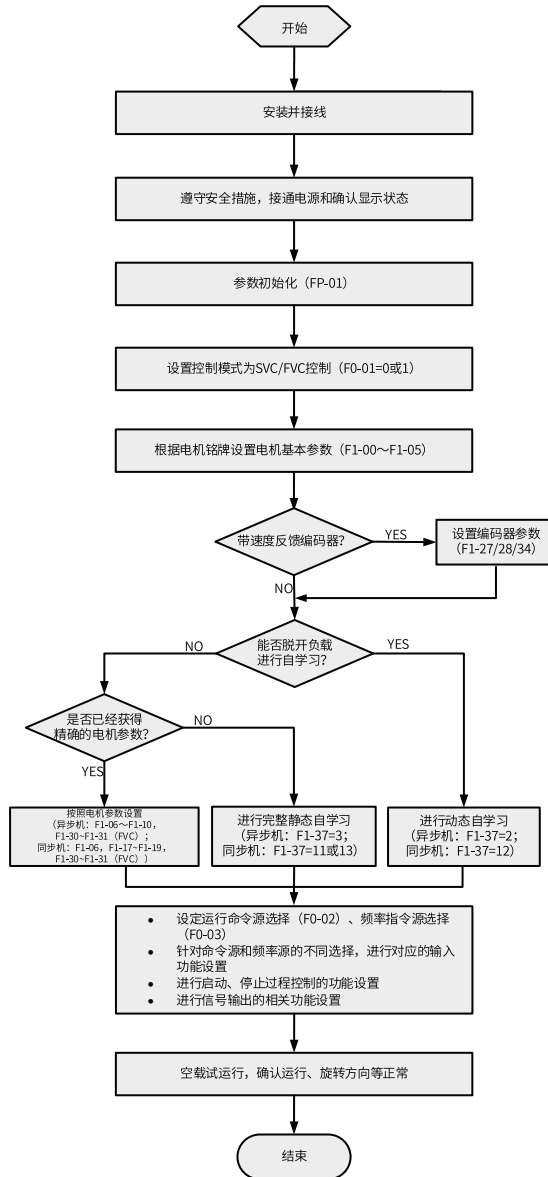 开始
安装并接线
遵守安全措施，接通电源和确认显示状态
参数初始化（FP-01）
设置控制模式为SVC/FVC控制（F0-01=0或1）
根据电机铭牌设置电机基本参数（F1-00～F1-05）
带速度反馈编码器？
YES
设置编码器参数
（F1-27/28/34）
NO
能否脱开负载
进行自学习？
NO
YES
是否已经获得
精确的电机参数？
NO
YES
按照电机参数设置
（异步机：F1-06～F1-10，
F1-30~F1-31（FVC）；
同步机：F1-06，F1-17~F1-19，
F1-30~F1-31（FVC））
进行完整静态自学习
（异步机：F1-37=3；
同步机：F1-37=11或13）
进行动态自学习
（异步机：F1-37=2；
同步机：F1-37=12）
• 设定运行命令源选择（F0-02）、频率指令源选择
（F0-03）
• 针对命令源和频率源的不同选择，进行对应的输入
功能设置
• 进行启动、停止过程控制的功能设置
• 进行信号输出的相关功能设置
空载试运行，确认运行、旋转方向等正常
结束